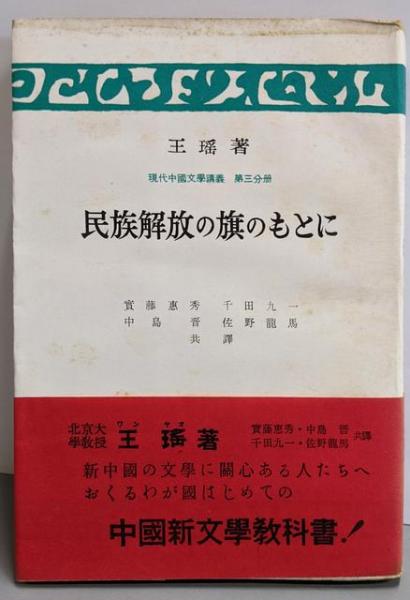 王瑤著
現代中國文學講義 第三分册
民族解放の旗のもとに
實藤惠秀 千田九一
中島晋 佐野龍馬
共譯
北京大學教授 王瑤著 ワンヤオ 實藤惠秀・中島晋 千田九一・佐野龍馬 共譯
新中國の文學に關心ある人たちへ
おくるわが國はじめての
中國新文學教科書!